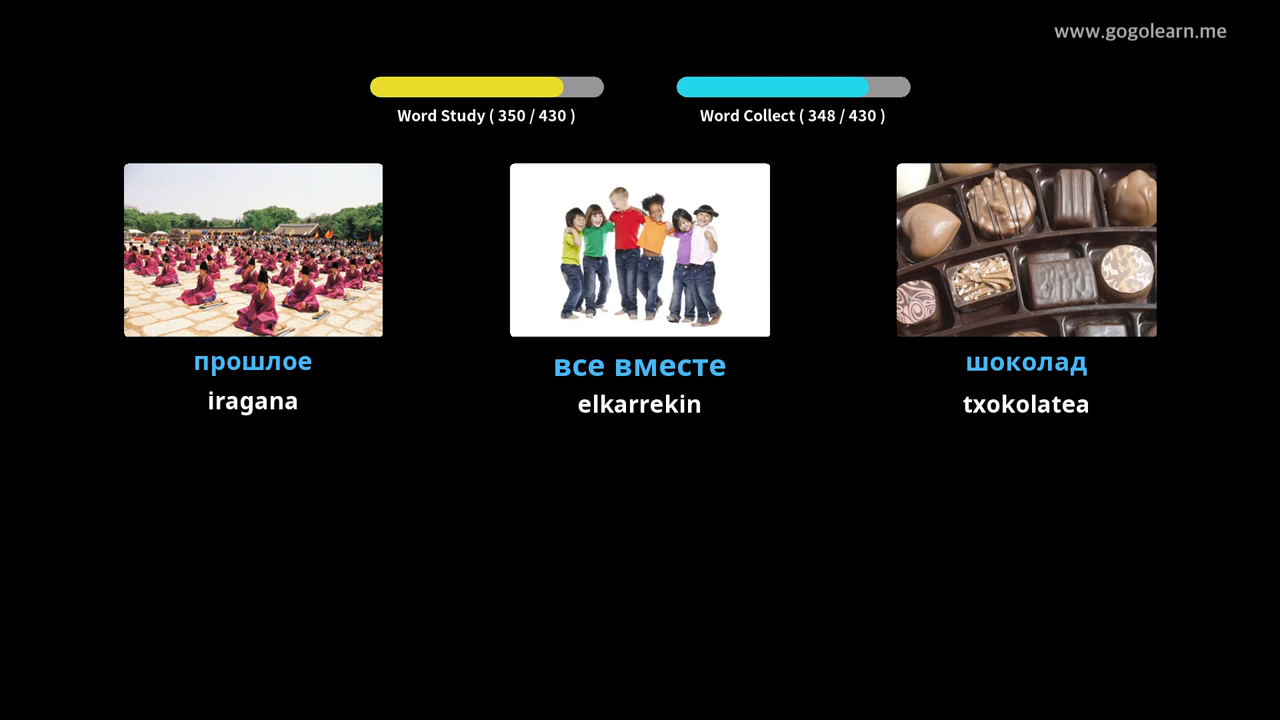 www.gogolearn.me
Word Study ( 350 / 430 )
Word Collect ( 348 / 430 )
прошлое
iragana
все вместе
elkarrekin
шоколад
txokolatea